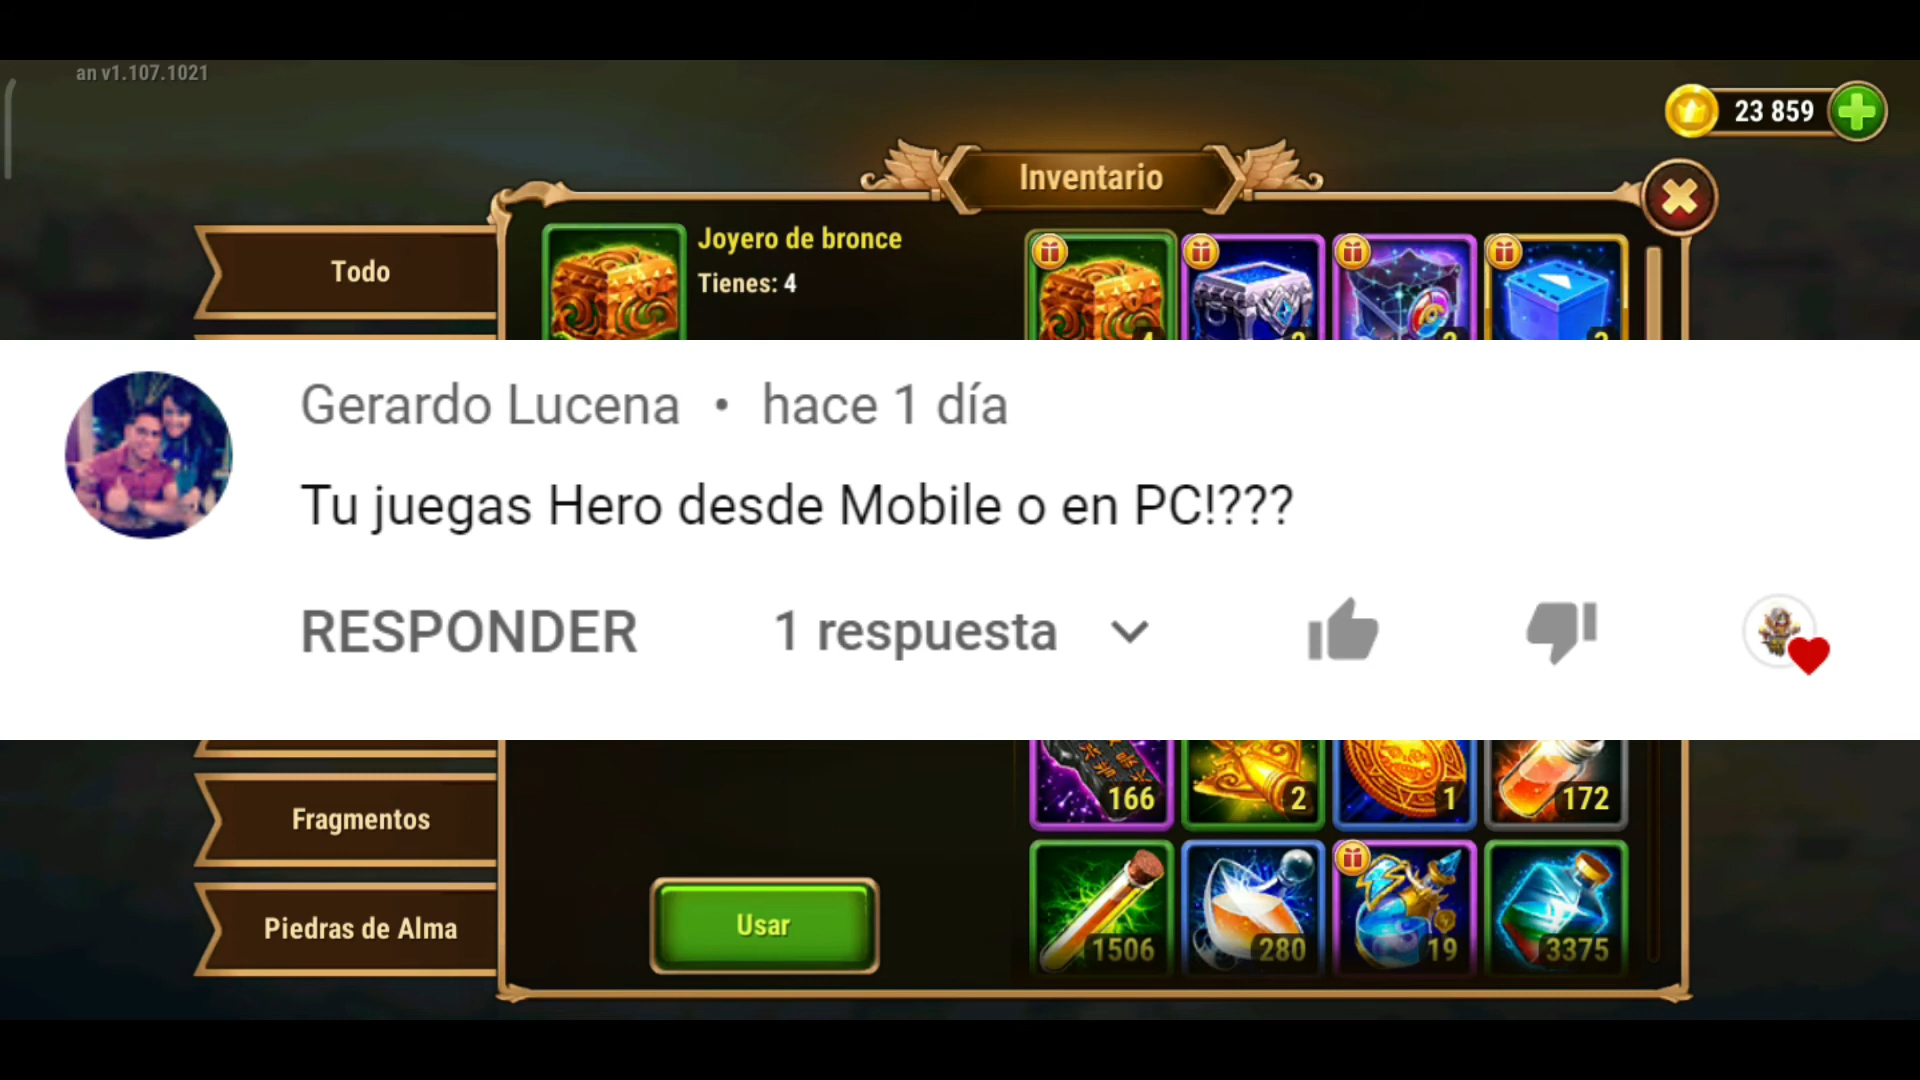 an v1.107.1021
23 859
Inventario
Todo
Joyero de bronce
Tienes: 4
Gerardo Lucena • hace 1 día
Tu juegas Hero desde Mobile o en PC!???
RESPONDER 1 respuesta
166 2 1 172
Fragmentos
Piedras de Alma
Usar
1506 280 19 3375